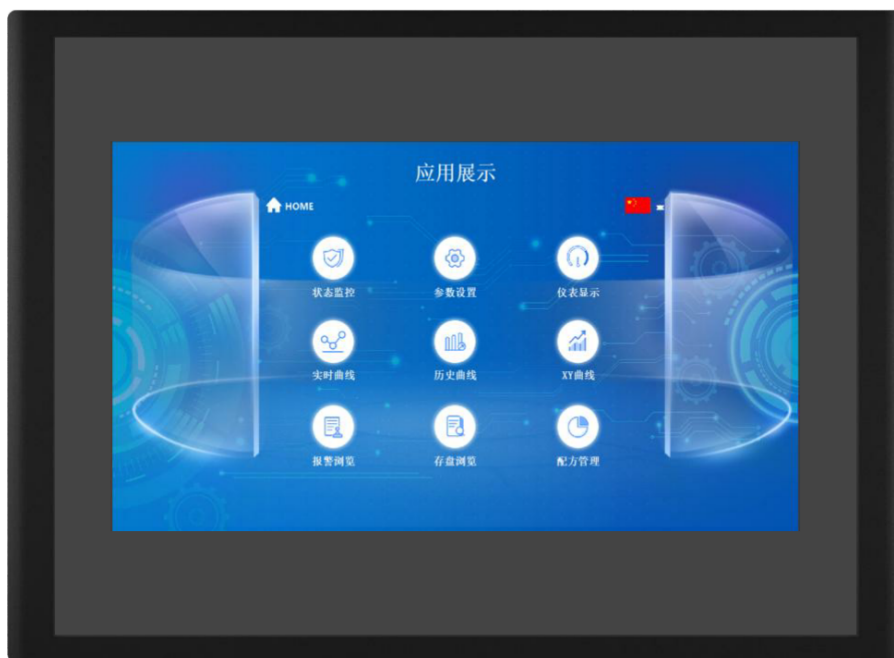 应用展示
HOME
状态监控
参数设置
仪表显示
实时曲线
历史曲线
XY曲线
报警浏览
存盘浏览
配方管理